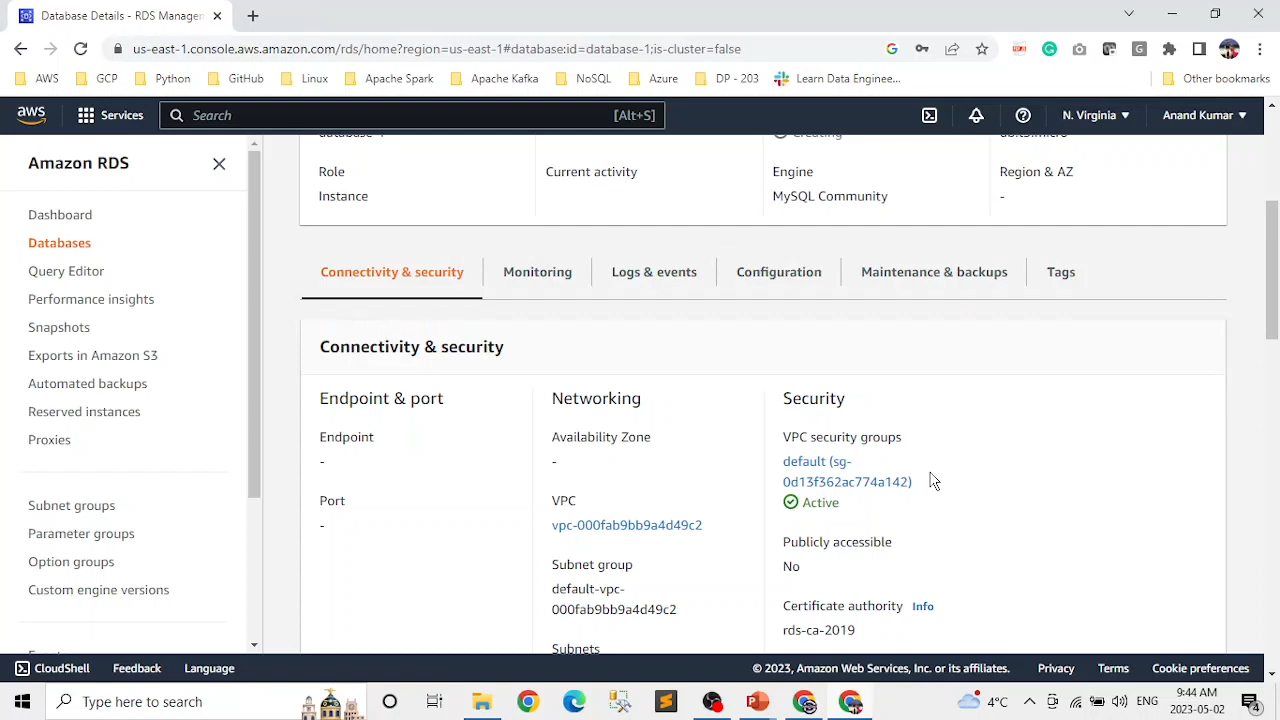 Database Details - RDS Manager
us-east-1.console.aws.amazon.com/rds/home?region=us-east-1#database:id=database-1;is-cluster=false
AWS
GCP
Python
GitHub
Linux
Apache Spark
Apache Kafka
NoSQL
Azure
DP - 203
Learn Data Enginee...
Other bookmarks
aws
Services
Search
[Alt+S]
N. Virginia
Anand Kumar
Amazon RDS
Dashboard
Databases
Query Editor
Performance insights
Snapshots
Exports in Amazon S3
Automated backups
Reserved instances
Proxies
Subnet groups
Parameter groups
Option groups
Custom engine versions
database-1
Creating
Role
Instance
Current activity
Engine
MySQL Community
Region & AZ
-
Connectivity & security
Monitoring
Logs & events
Configuration
Maintenance & backups
Tags
Connectivity & security
Endpoint & port
Endpoint
-
Port
-
Networking
Availability Zone
-
VPC
vpc-000fab9bb9a4d49c2
Subnet group
default-vpc-
000fab9bb9a4d49c2
Subnets
Security
VPC security groups
default (sg-
0d13f362ac774a142)
Active
Publicly accessible
No
Certificate authority Info
rds-ca-2019
CloudShell
Feedback
Language
© 2023, Amazon Web Services, Inc. or its affiliates.
Privacy
Terms
Cookie preferences
Type here to search
4°C
ENG
9:44 AM
2023-05-02
4